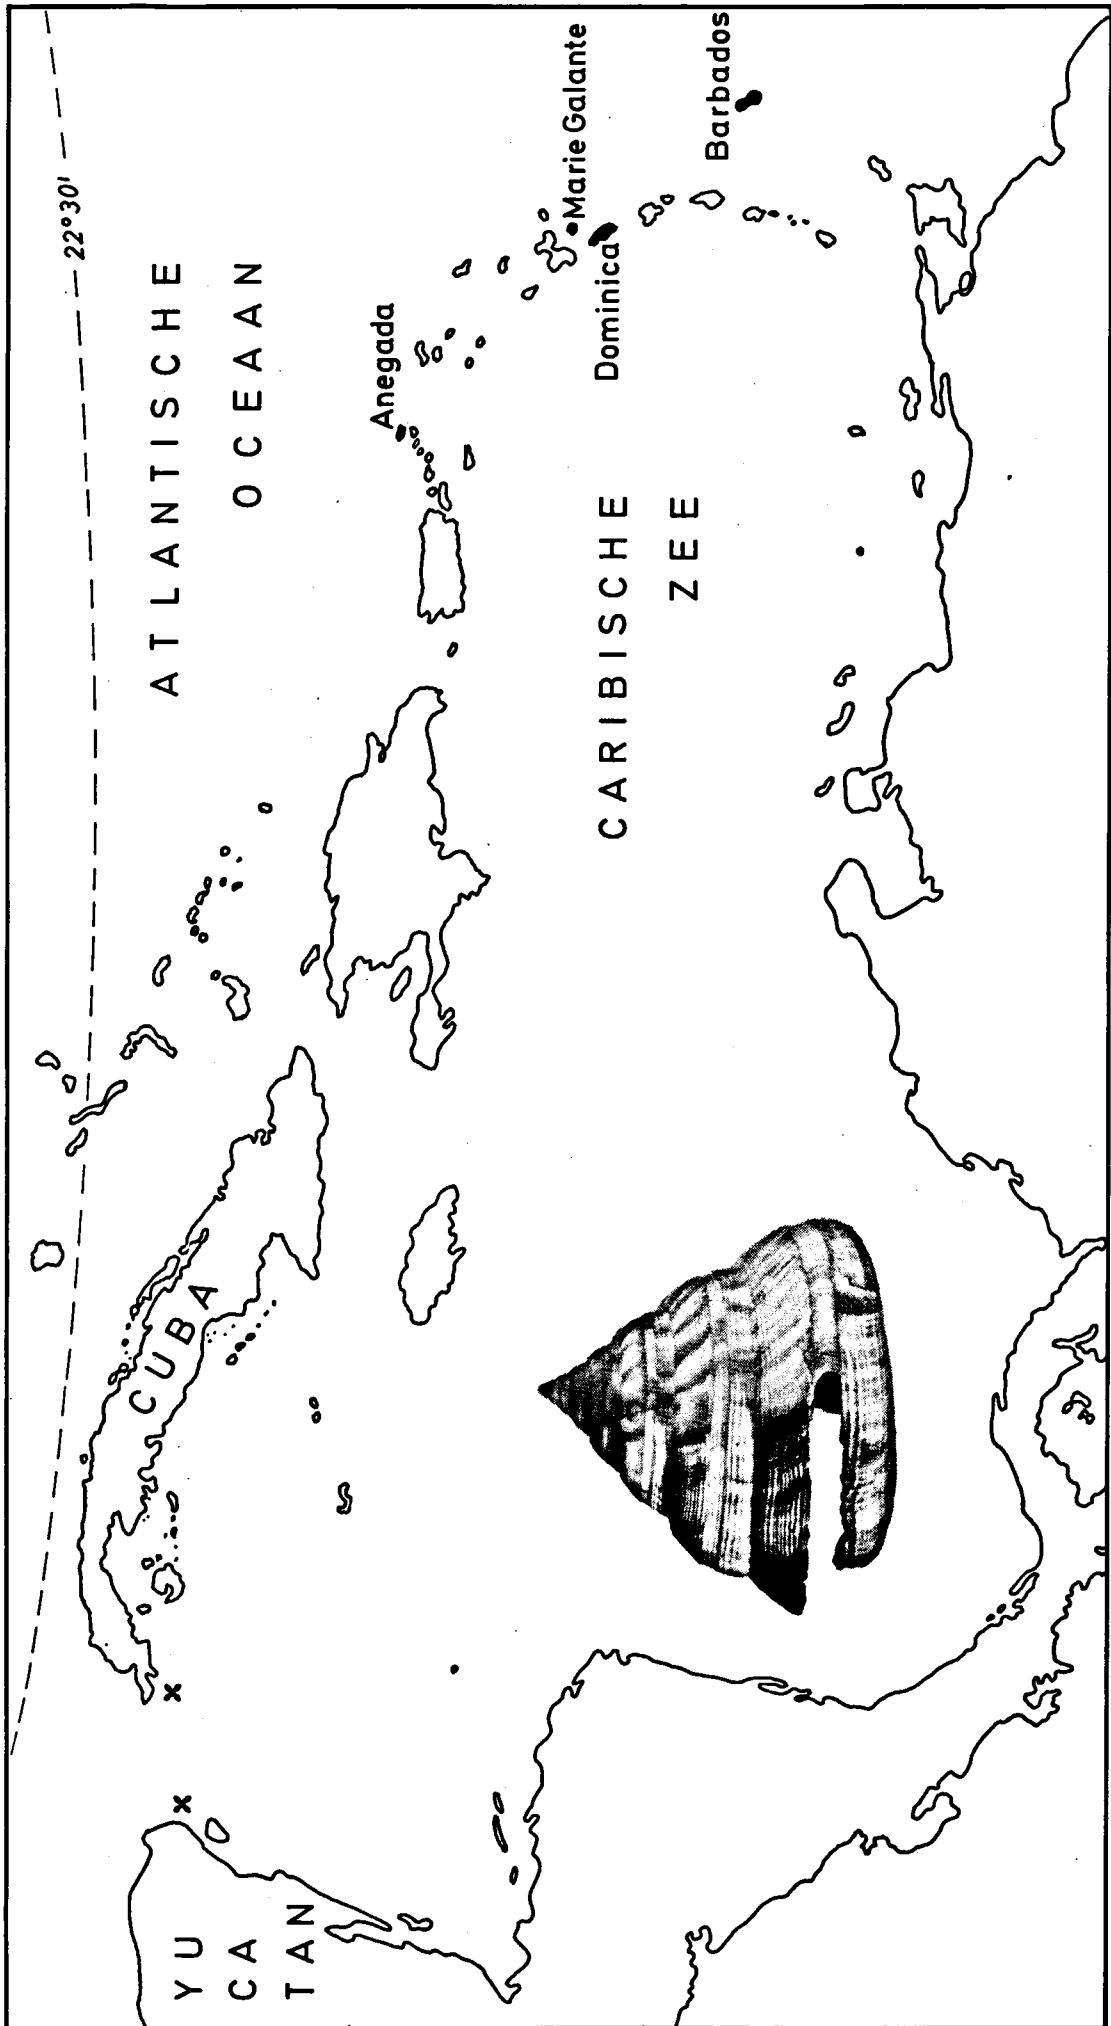 22°30'
ATLANTISCHE
OCEAAN
CUBA
YU
CA
TAN
x
x
Anegada
Marie Galante
Dominica
Barbados
CARIBISCHE
ZEE